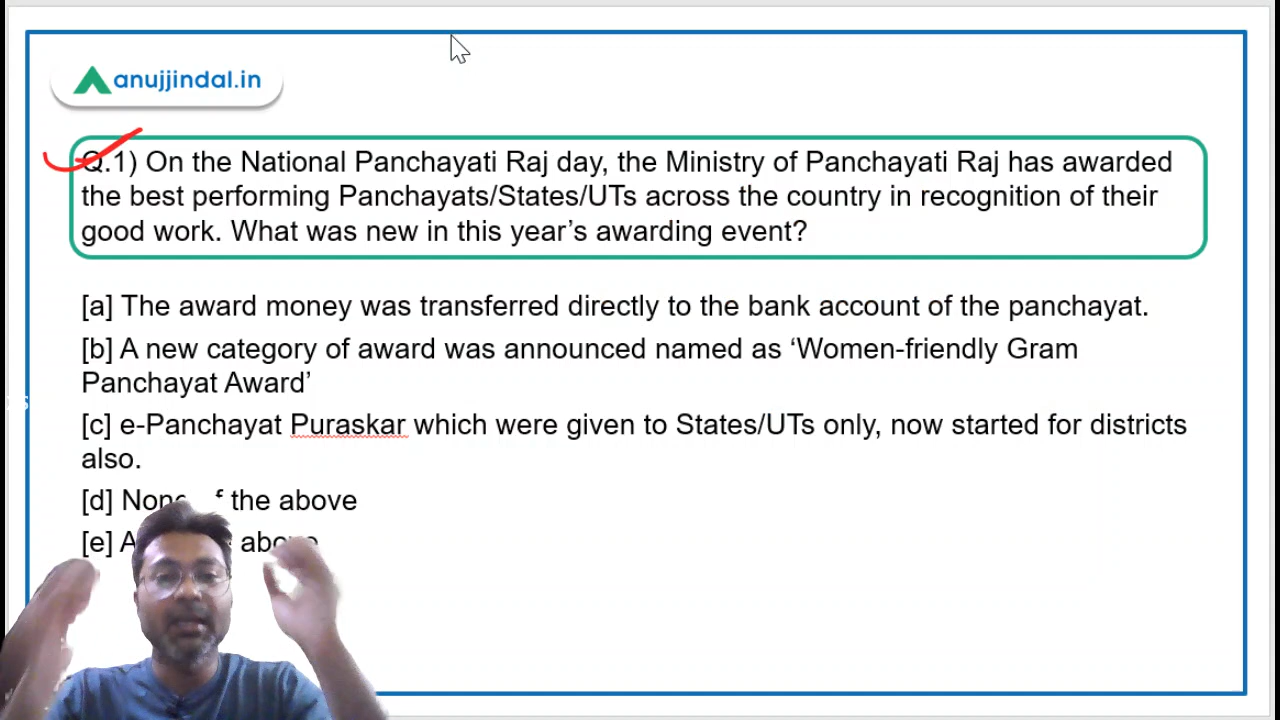 anujjindal.in
Q.1) On the National Panchayati Raj day, the Ministry of Panchayati Raj has awarded
the best performing Panchayats/States/UTs across the country in recognition of their
good work. What was new in this year’s awarding event?
[a] The award money was transferred directly to the bank account of the panchayat.
[b] A new category of award was announced named as ‘Women-friendly Gram
Panchayat Award’
[c] e-Panchayat Puraskar which were given to States/UTs only, now started for districts
also.
[d] None of the above
[e] A above